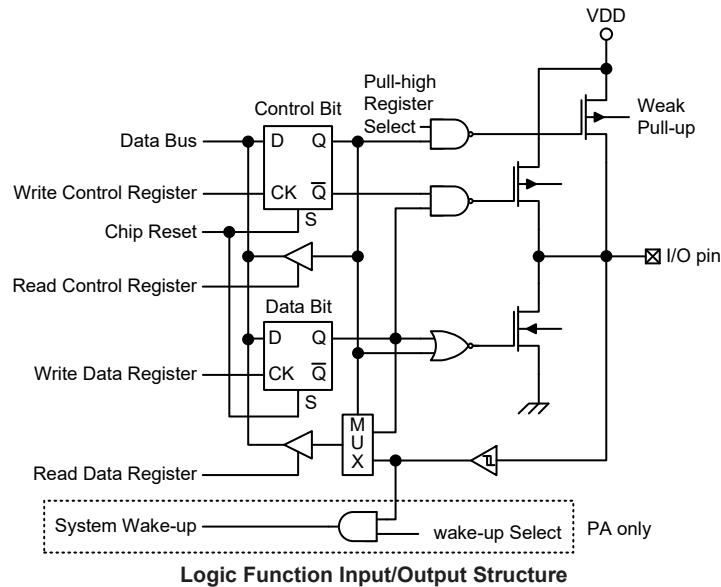 VDD
Pull-high
Register
Select
Weak
Pull-up
Control Bit
Data Bus
D
Q
Write Control Register
CK
Q
S
Chip Reset
I/O pin
Read Control Register
Data Bit
D
Q
Write Data Register
CK
Q
S
M
U
X
Read Data Register
System Wake-up
wake-up Select
PA only
Logic Function Input/Output Structure